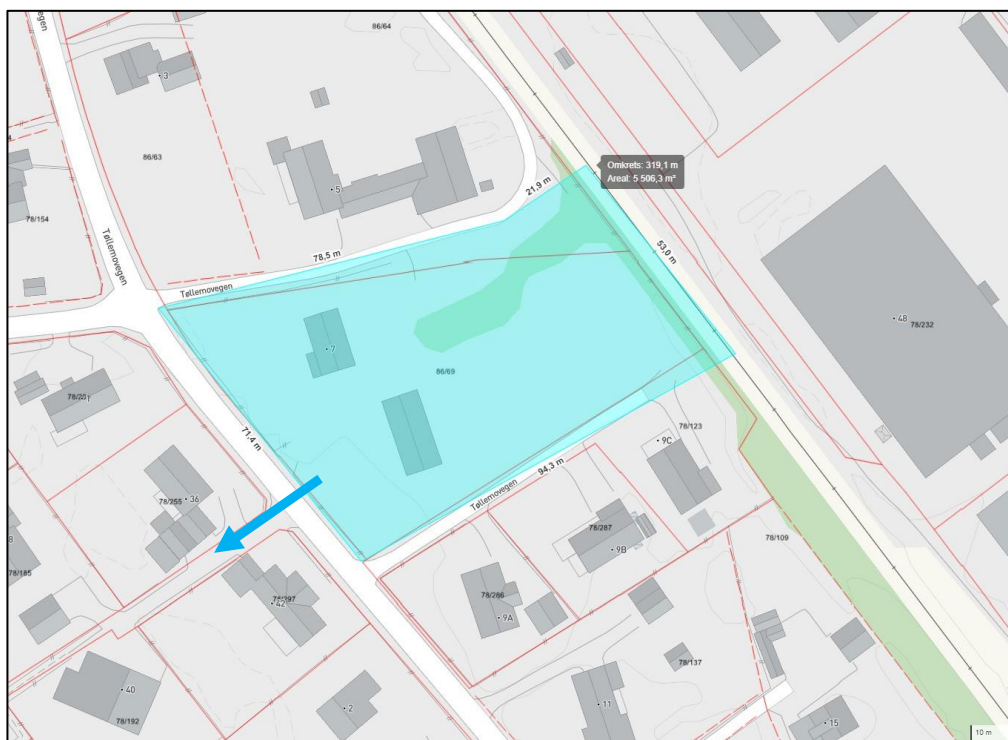 86/64
3
86/63
5
Omkrets: 319,1 m
Areal: 5 506,3 m²
21,9 m
78/154
Tøllemovegen
78,5 m
53,0 m
Tøllemovegen
48
78/232
7
86/69
71,4 m
78/123
9C
94,3 m
Tøllemovegen
36
78/255
78/287
9B
78/109
78/185
78/297
42
78/286
9A
78/137
40
78/192
2
11
15
10 m